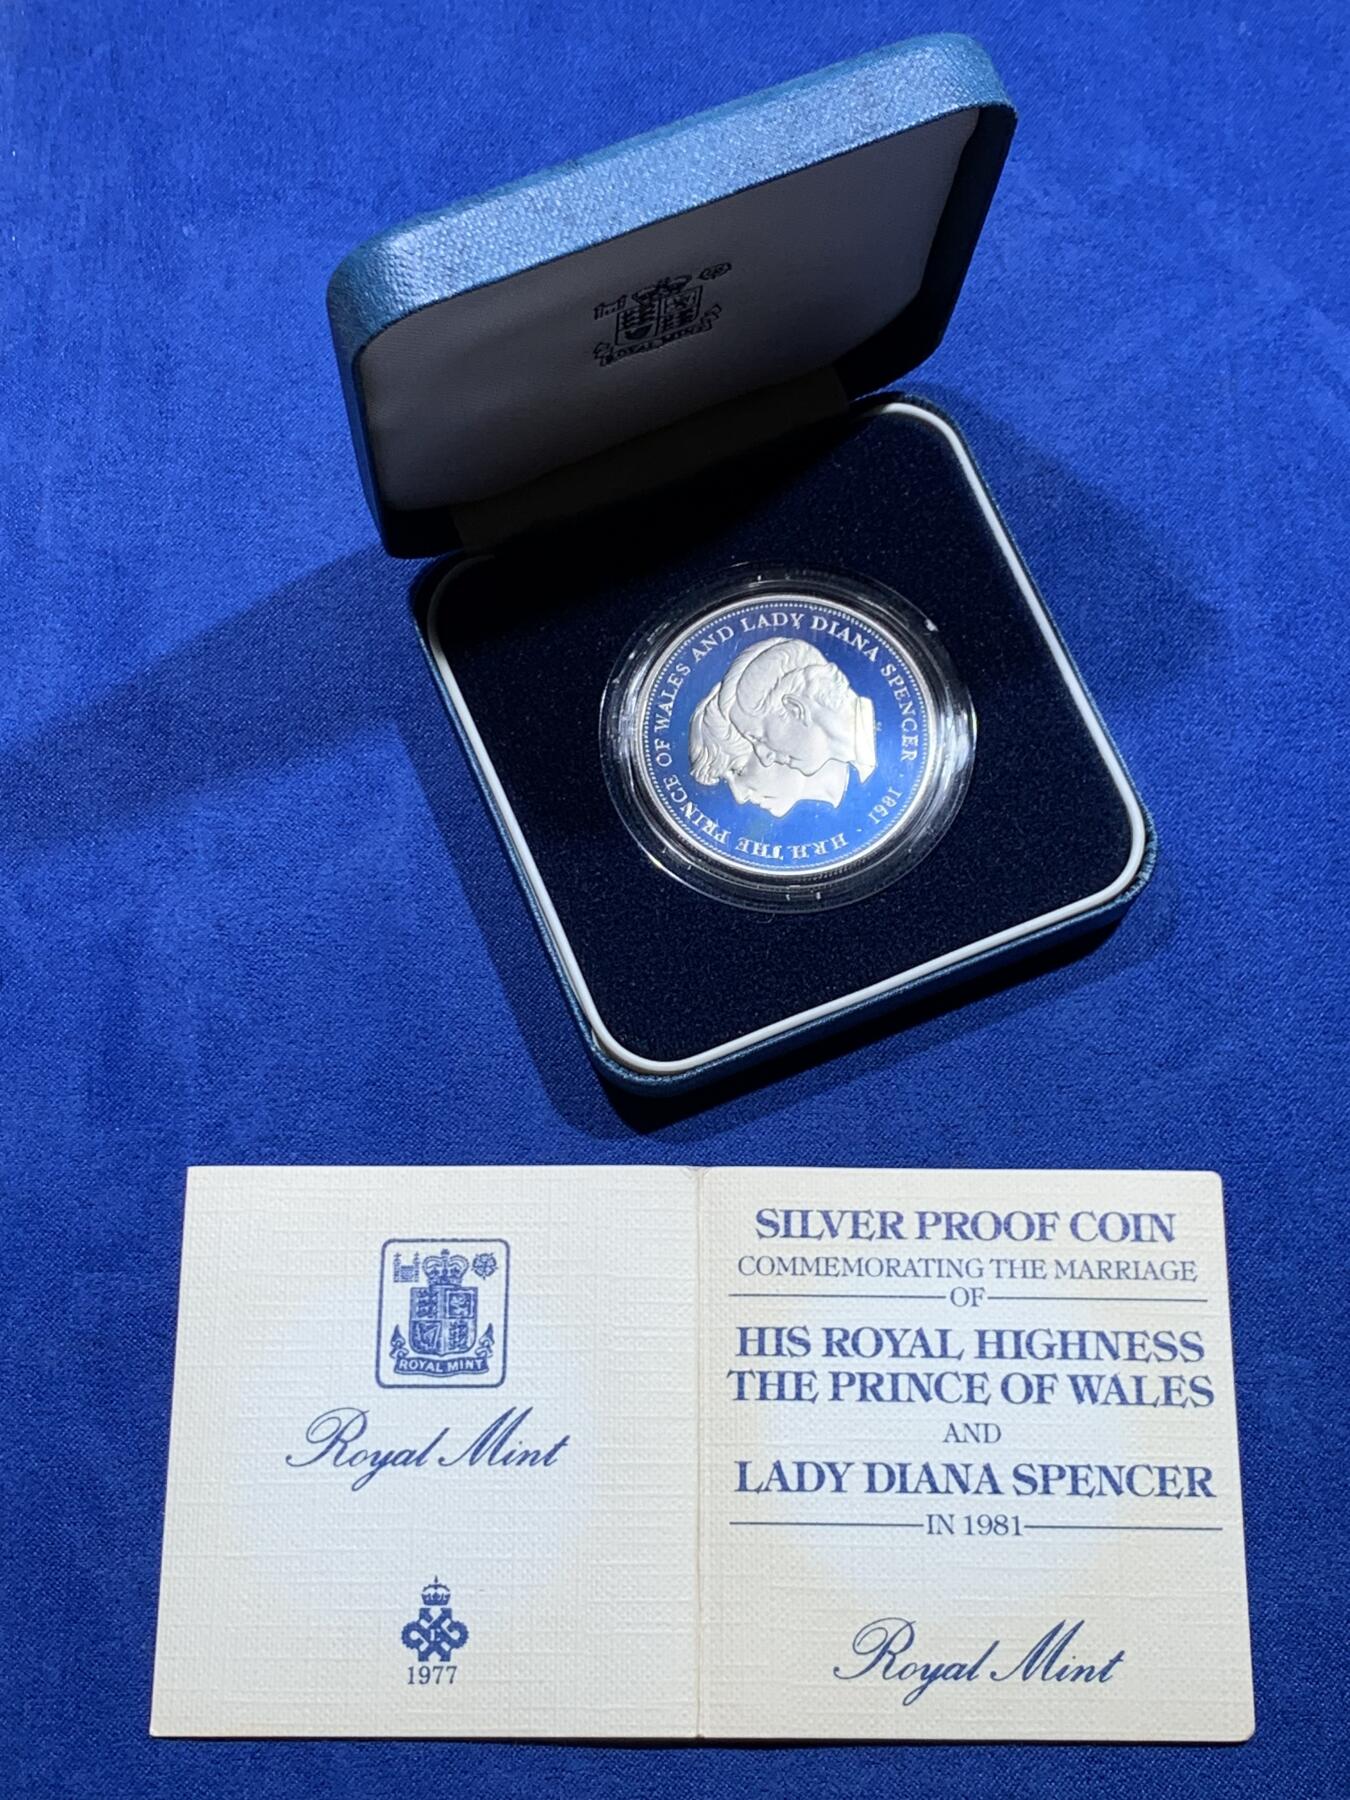 ROYAL MINT
H.R.H. THE PRINCE OF WALES AND LADY DIANA SPENCER · 1981 ·
ROYAL MINT
Royal Mint
1977
SILVER PROOF COIN
COMMEMORATING THE MARRIAGE
OF
HIS ROYAL HIGHNESS
THE PRINCE OF WALES
AND
LADY DIANA SPENCER
IN 1981
Royal Mint